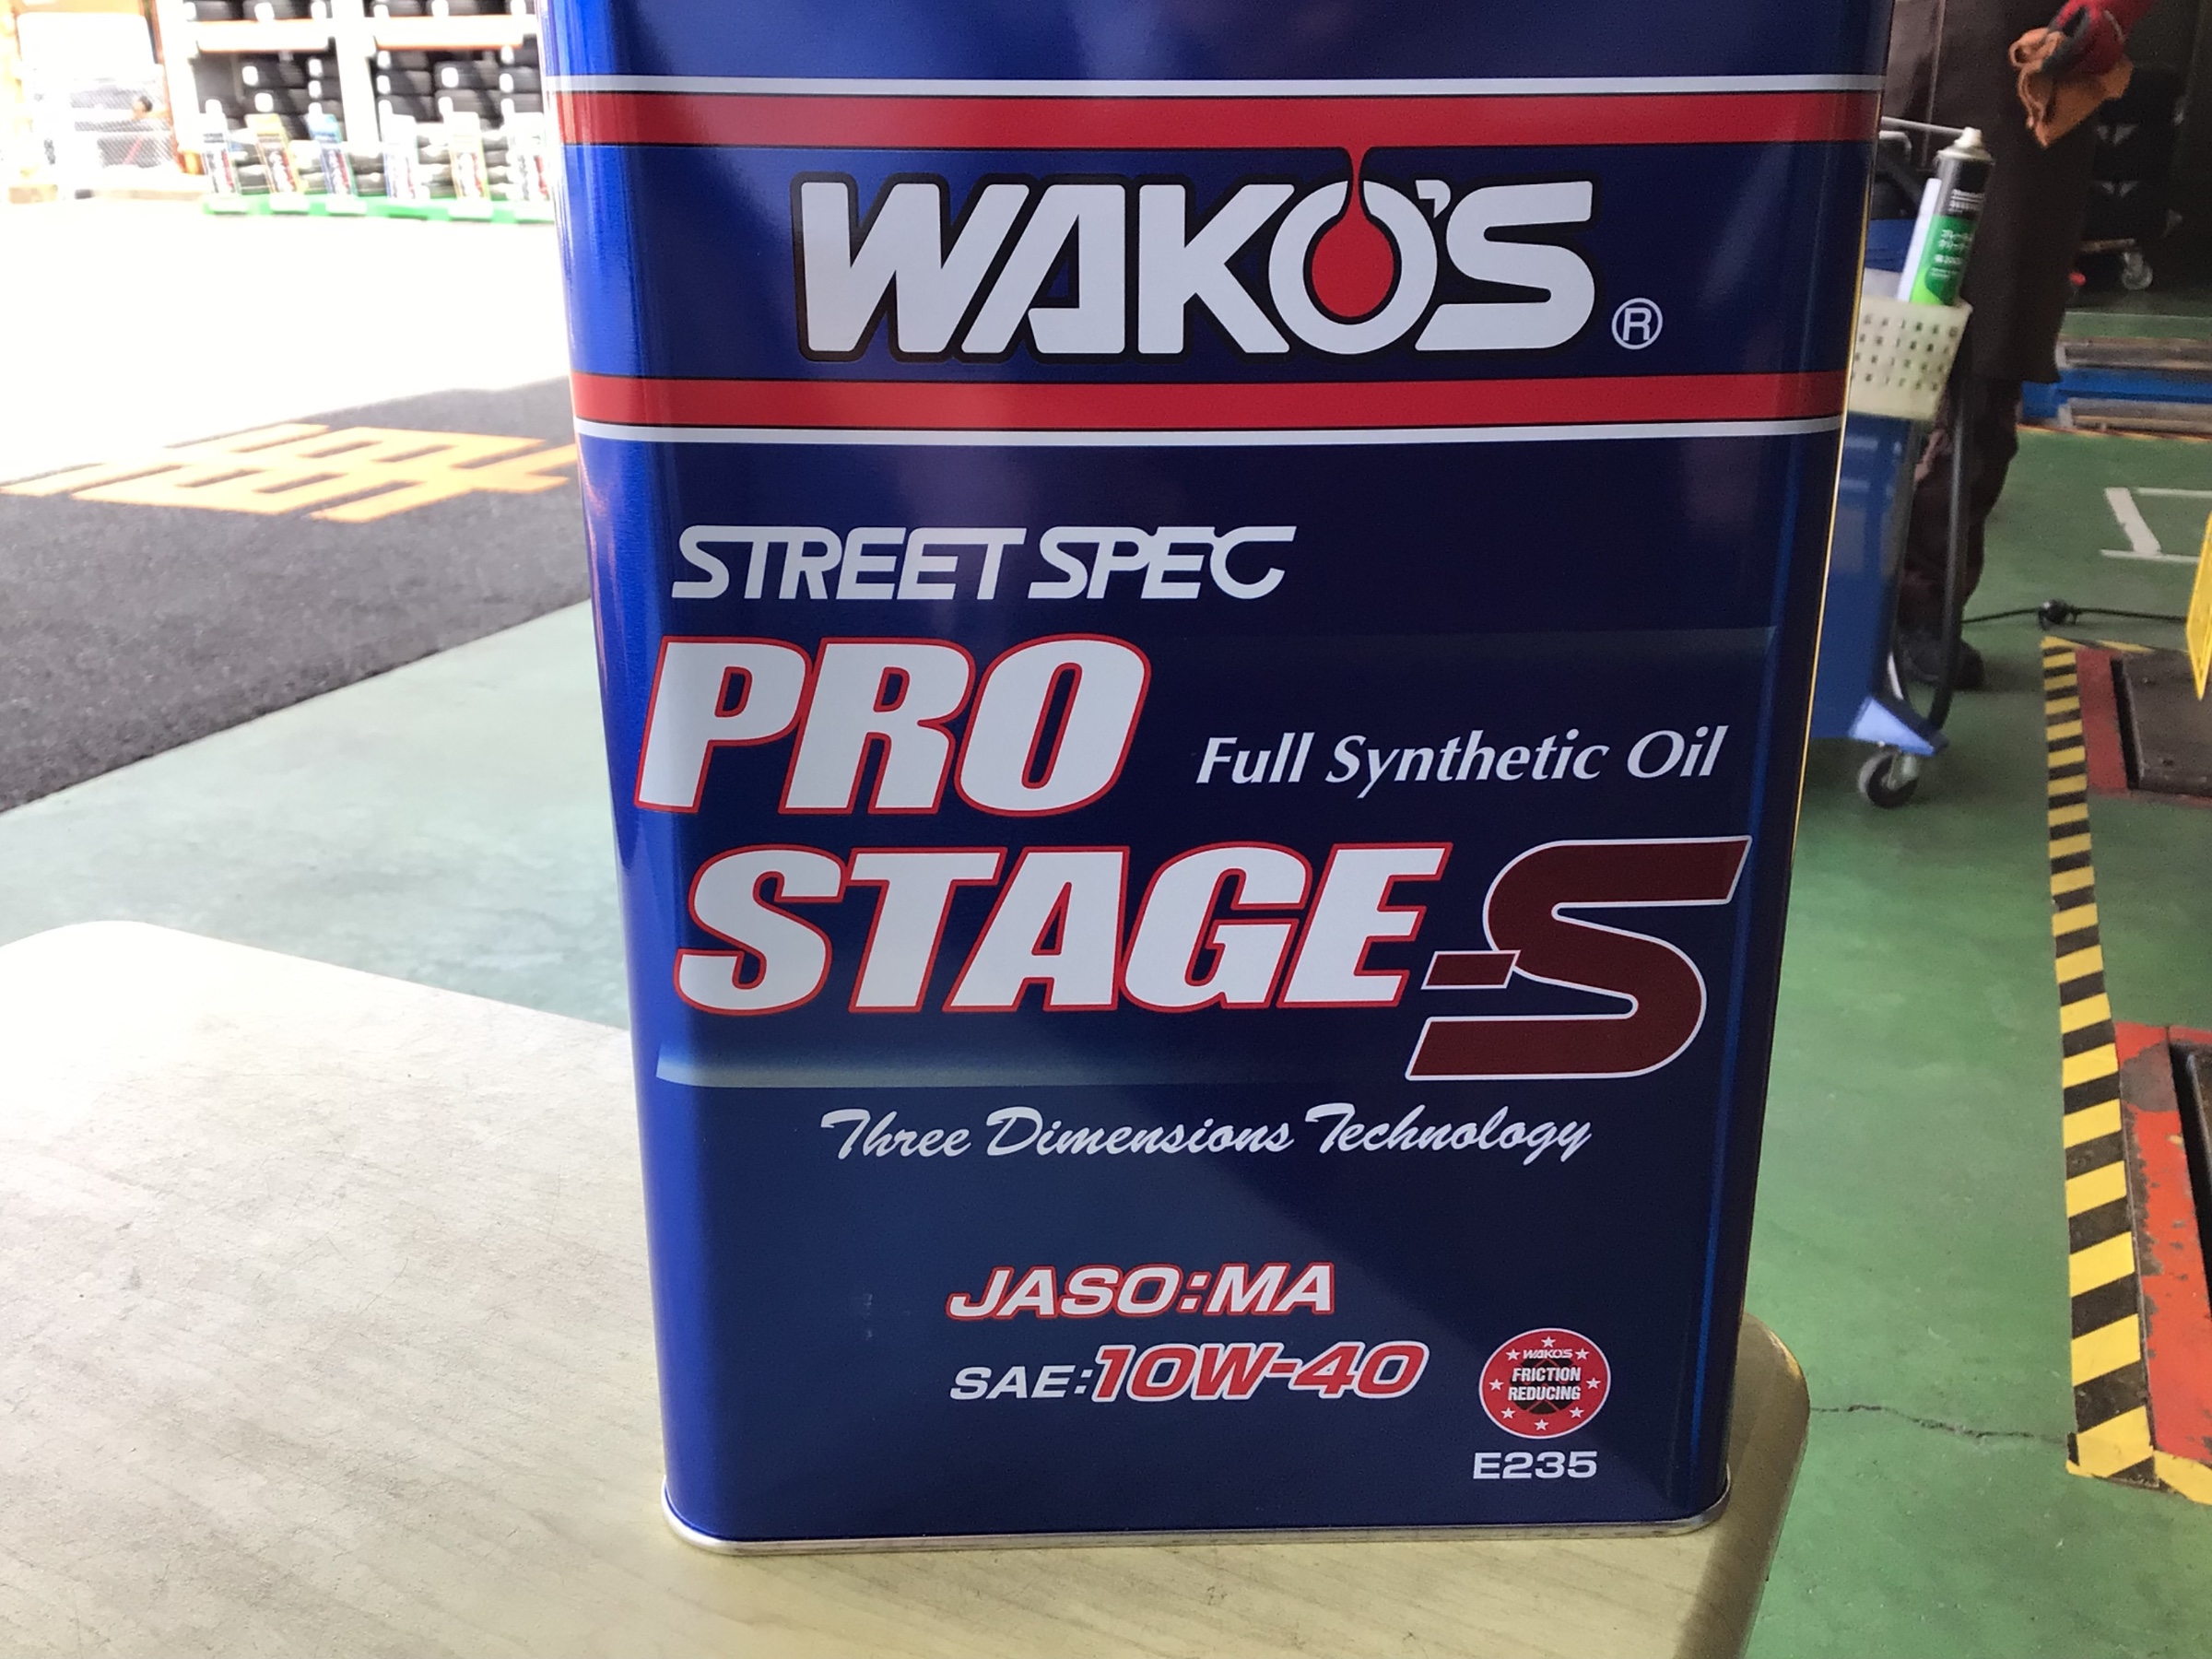 WAKO'S®
STREET SPEC
PRO
Full Synthetic Oil
STAGE-S
Three Dimensions Technology
JASO:MA
SAE:10W-40
WAKO'S
FRICTION
REDUCING
E235